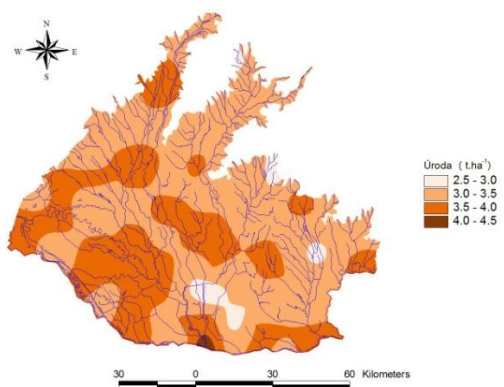 N
W E
S
Úroda ( t.ha⁻¹)
2.5 - 3.0
3.0 - 3.5
3.5 - 4.0
4.0 - 4.5
30 0 30 60 Kilometers